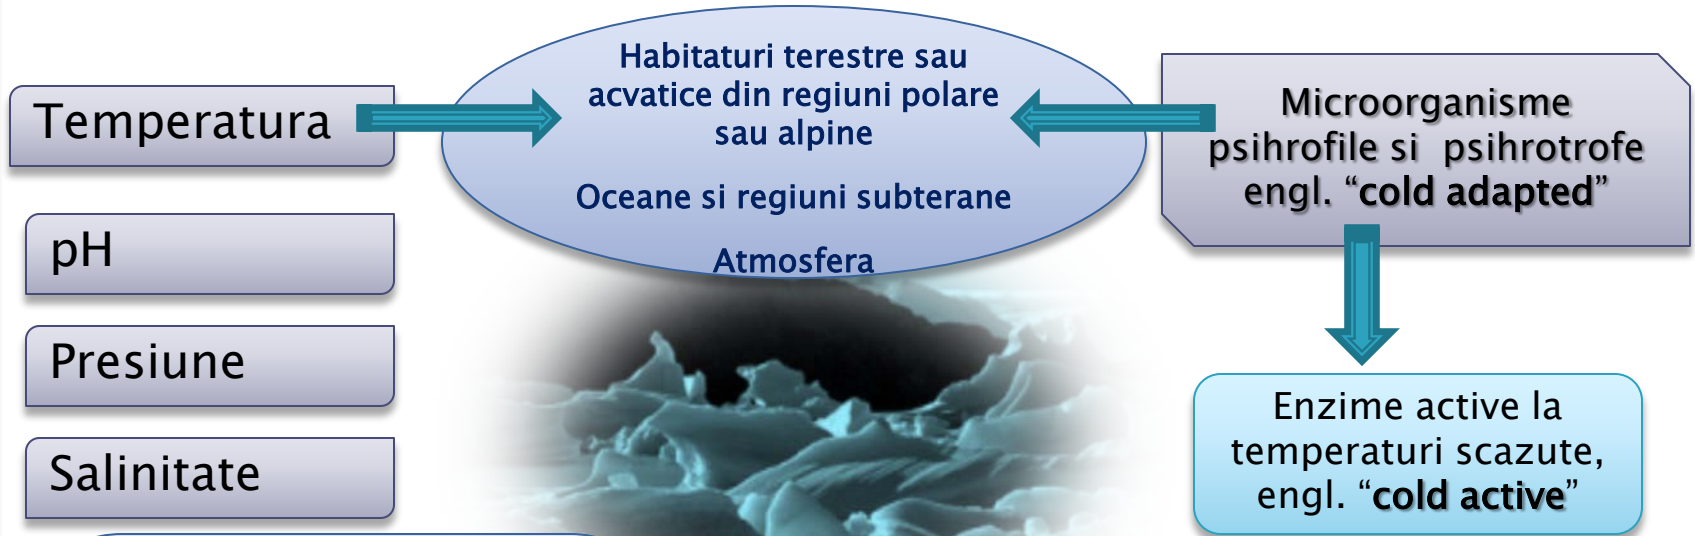 Temperatura
pH
Presiune
Salinitate
Habitaturi terestre sau
acvatice din regiuni polare
sau alpine
Oceane si regiuni subterane
Atmosfera
Microorganisme
psihrofile si psihrotrofe
engl. “cold adapted”
Enzime active la
temperaturi scazute,
engl. “cold active”